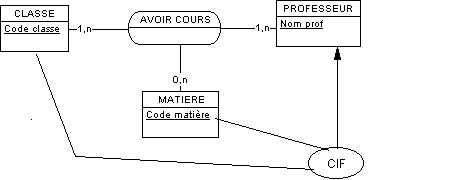 CLASSE
Code classe
1,n
AVOIR COURS
1,n
PROFESSEUR
Nom prof
0,n
MATIERE
Code matière
CIF